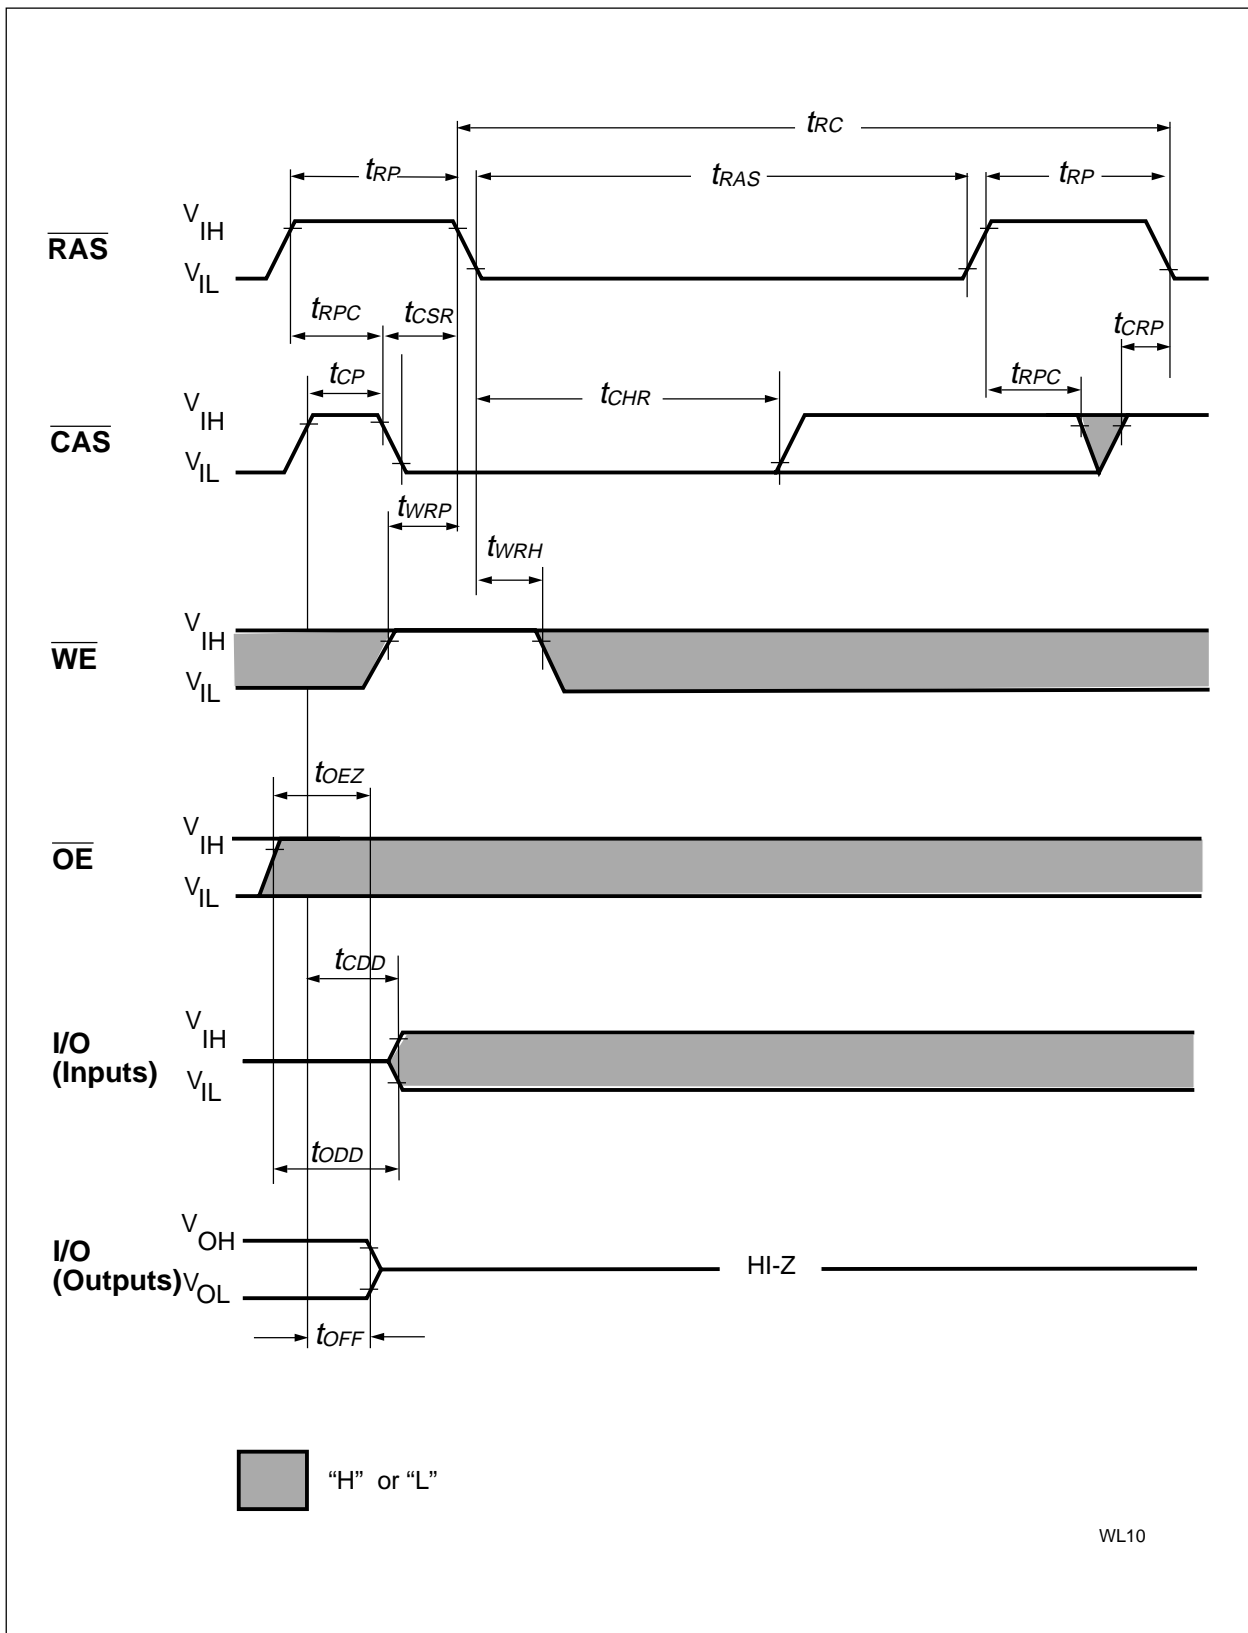 tRC
tRP tRAS tRP
RAS VIH
VIL
tRPC tCSR tCRP
tCP tCHR tRPC
CAS VIH
VIL
tWRP
tWRH
WE VIH
VIL
tOEZ
OE VIH
VIL
tCDD
I/O VIH
(Inputs) VIL
tODD
I/O VOH
HI-Z
(Outputs) VOL
tOFF
“H” or “L”
WL10